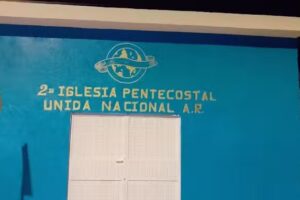 2ª IGLESIA PENTECOSTAL
UNIDA NACIONAL A.R.